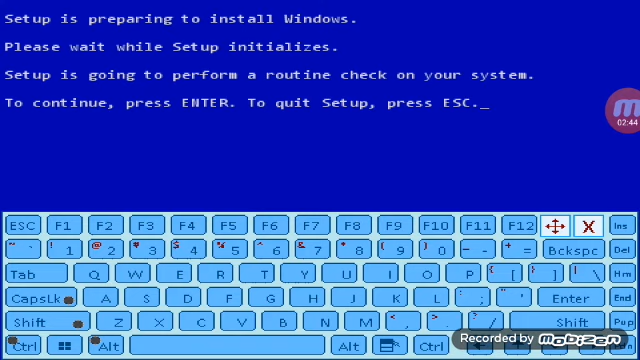 Setup is preparing to install Windows.
Please wait while Setup initializes.
Setup is going to perform a routine check on your system.
To continue, press ENTER. To quit Setup, press ESC._
02:44
ESC F1 F2 F3 F4 F5 F6 F7 F8 F9 F10 F11 F12 X Ins
~ ` ! 1 @ 2 # 3 $ 4 % 5 ^ 6 & 7 * 8 ( 9 ) 0 _ - + = Bckspc Del
Tab Q W E R T Y U I O P { [ } ] | \ Hm
CapsLk A S D F G H J K L : ; " ' Enter End
Shift Z X C V B N M < , > . ? / Shift Pup
Ctrl Alt Alt Ctrl
Recorded by mobizen